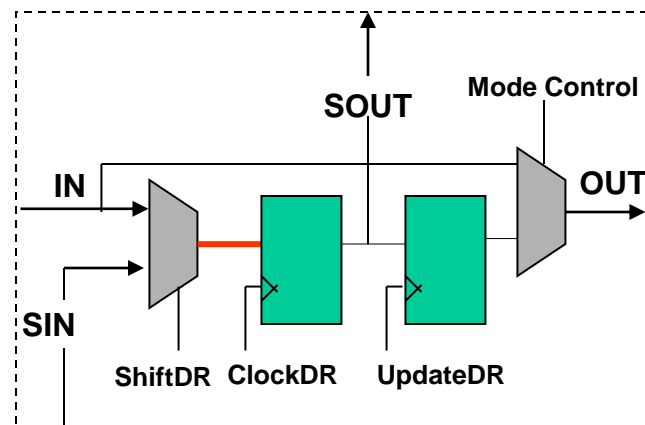 SOUT
Mode Control
IN
OUT
SIN
ShiftDR
ClockDR
UpdateDR